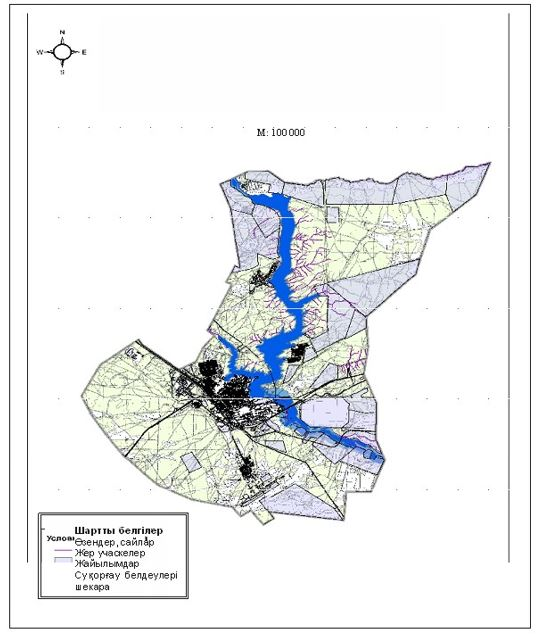 N
W E
S
M: 100 000
Шартты белгілер
Услов
Өзендер, сайлар
Жер учаскелер
Жайылымдар
Суқорғау белдеулері
шекара